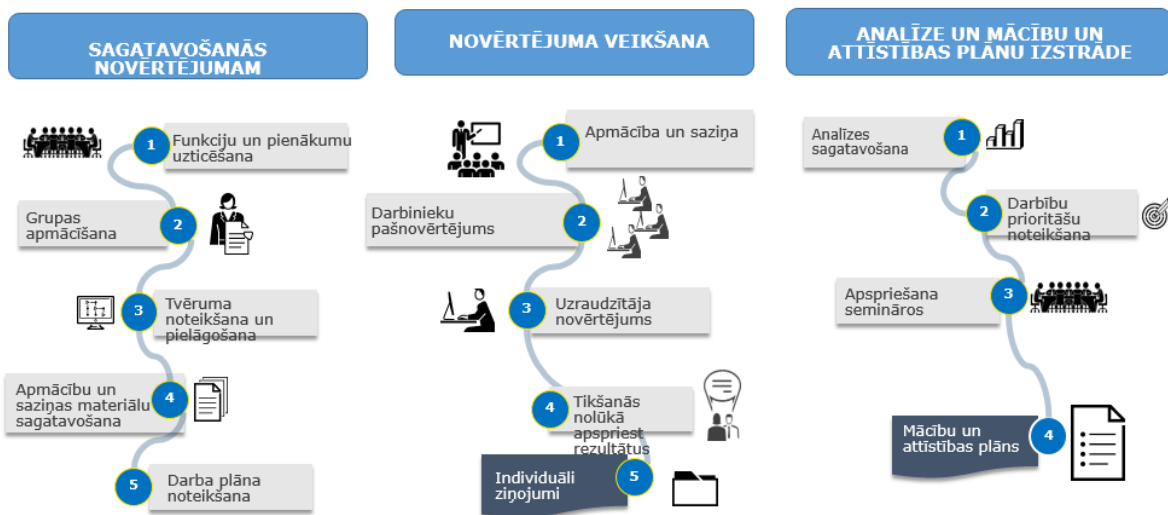 SAGATAVOŠANĀS
NOVĒRTĒJUMAM
1
Funkciju un pienākumu
uzticēšana
Grupas
apmācīšana
2
3
Tvēruma
noteikšana un
pielāgošana
Apmācību un
saziņas materiālu
sagatavošana
4
5
Darba plāna
noteikšana
NOVĒRTĒJUMA VEIKŠANA
1
Apmācība un saziņa
Darbinieku
pašnovērtējums
2
3
Uzraudzītāja
novērtējums
4
Tikšanās
nolūkā
apspriest
rezultātus
Individuāli
ziņojumi
5
ANALĪZE UN MĀCĪBU UN
ATTĪSTĪBAS PLĀNU IZSTRĀDE
Analīzes
sagatavošana
1
2
Darbību
prioritāšu
noteikšana
Apspriešana
semināros
3
Mācību un
attīstības plāns
4